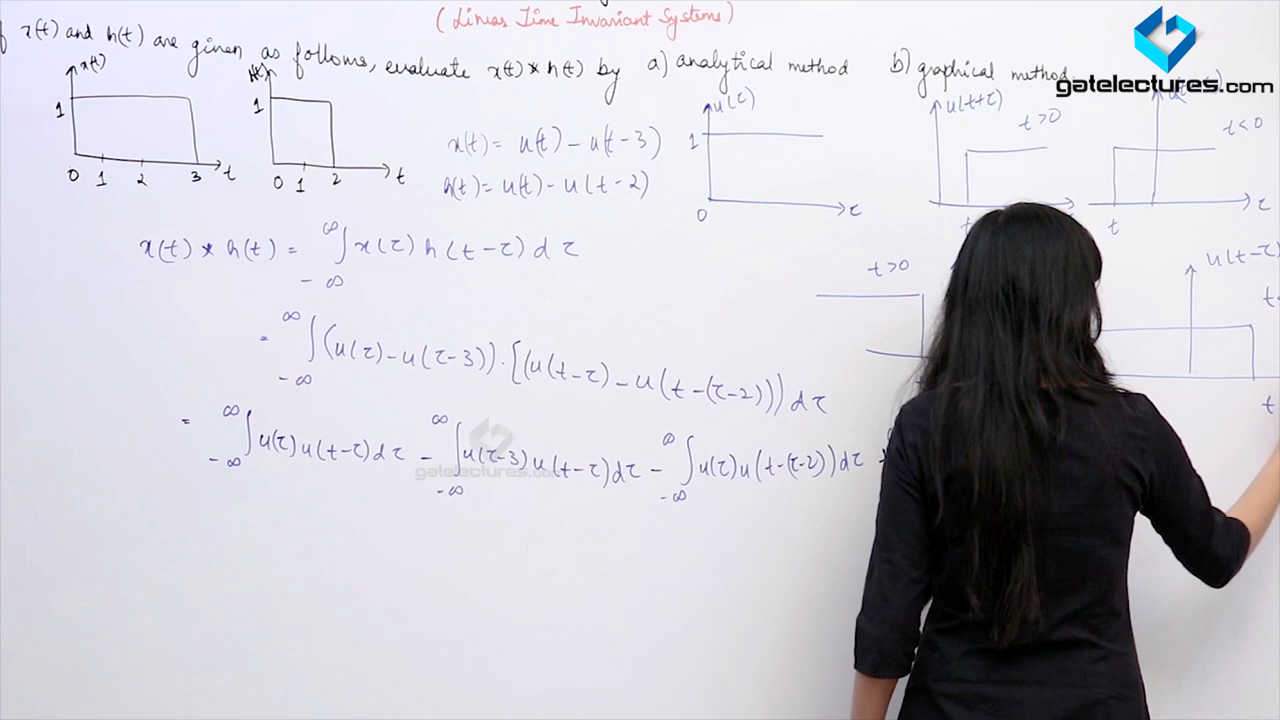 (Linear Time Invariant Systems)
x(t) and h(t) are given as follows, evaluate x(t) * h(t) by a) analytical method b) graphical method.
gatelectures.com
x(t)
1
0 1 2 3 t
1
0 1 2 t
x(t) = u(t) - u(t-3)
h(t) = u(t) - u(t-2)
u(τ)
1
0 τ
u(t+τ)
t>0
t<0
t τ
x(t) * h(t) = ∞ ∫ -∞ x(τ) h(t-τ) dτ
t>0
u(t-τ)
t
= ∞ ∫ -∞ (u(τ) - u(τ-3)) . [(u(t-τ) - u(t-(τ-2))) dτ
= ∞ ∫ -∞ u(τ) u(t-τ) dτ - ∞ ∫ -∞ u(τ-3) u(t-τ) dτ - ∞ ∫ -∞ u(τ) u(t-(τ-2)) dτ +
gatelectures.com